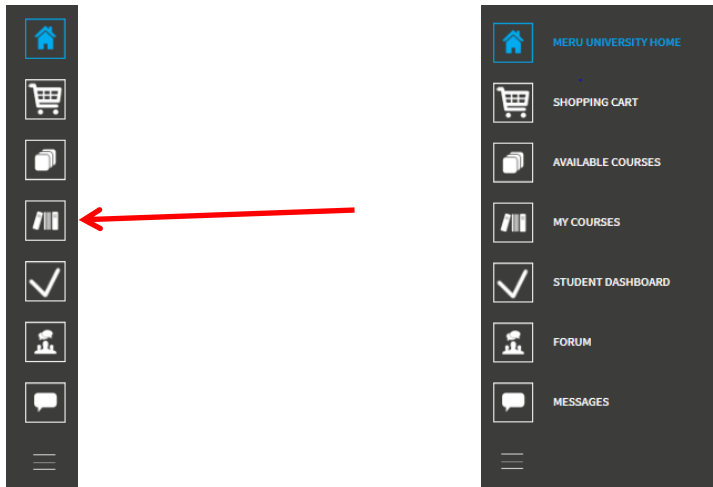 MERU UNIVERSITY HOME
SHOPPING CART
AVAILABLE COURSES
MY COURSES
STUDENT DASHBOARD
FORUM
MESSAGES